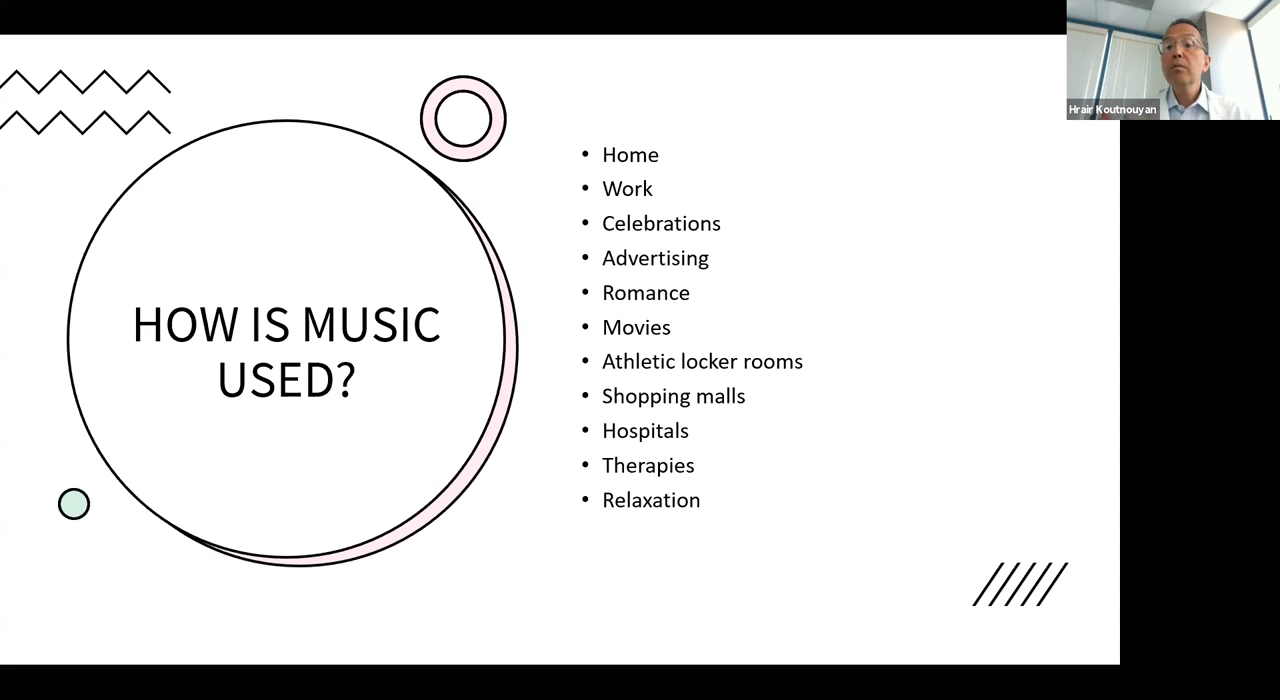 Hrair Koutnouyan
HOW IS MUSIC
USED?
• Home
• Work
• Celebrations
• Advertising
• Romance
• Movies
• Athletic locker rooms
• Shopping malls
• Hospitals
• Therapies
• Relaxation